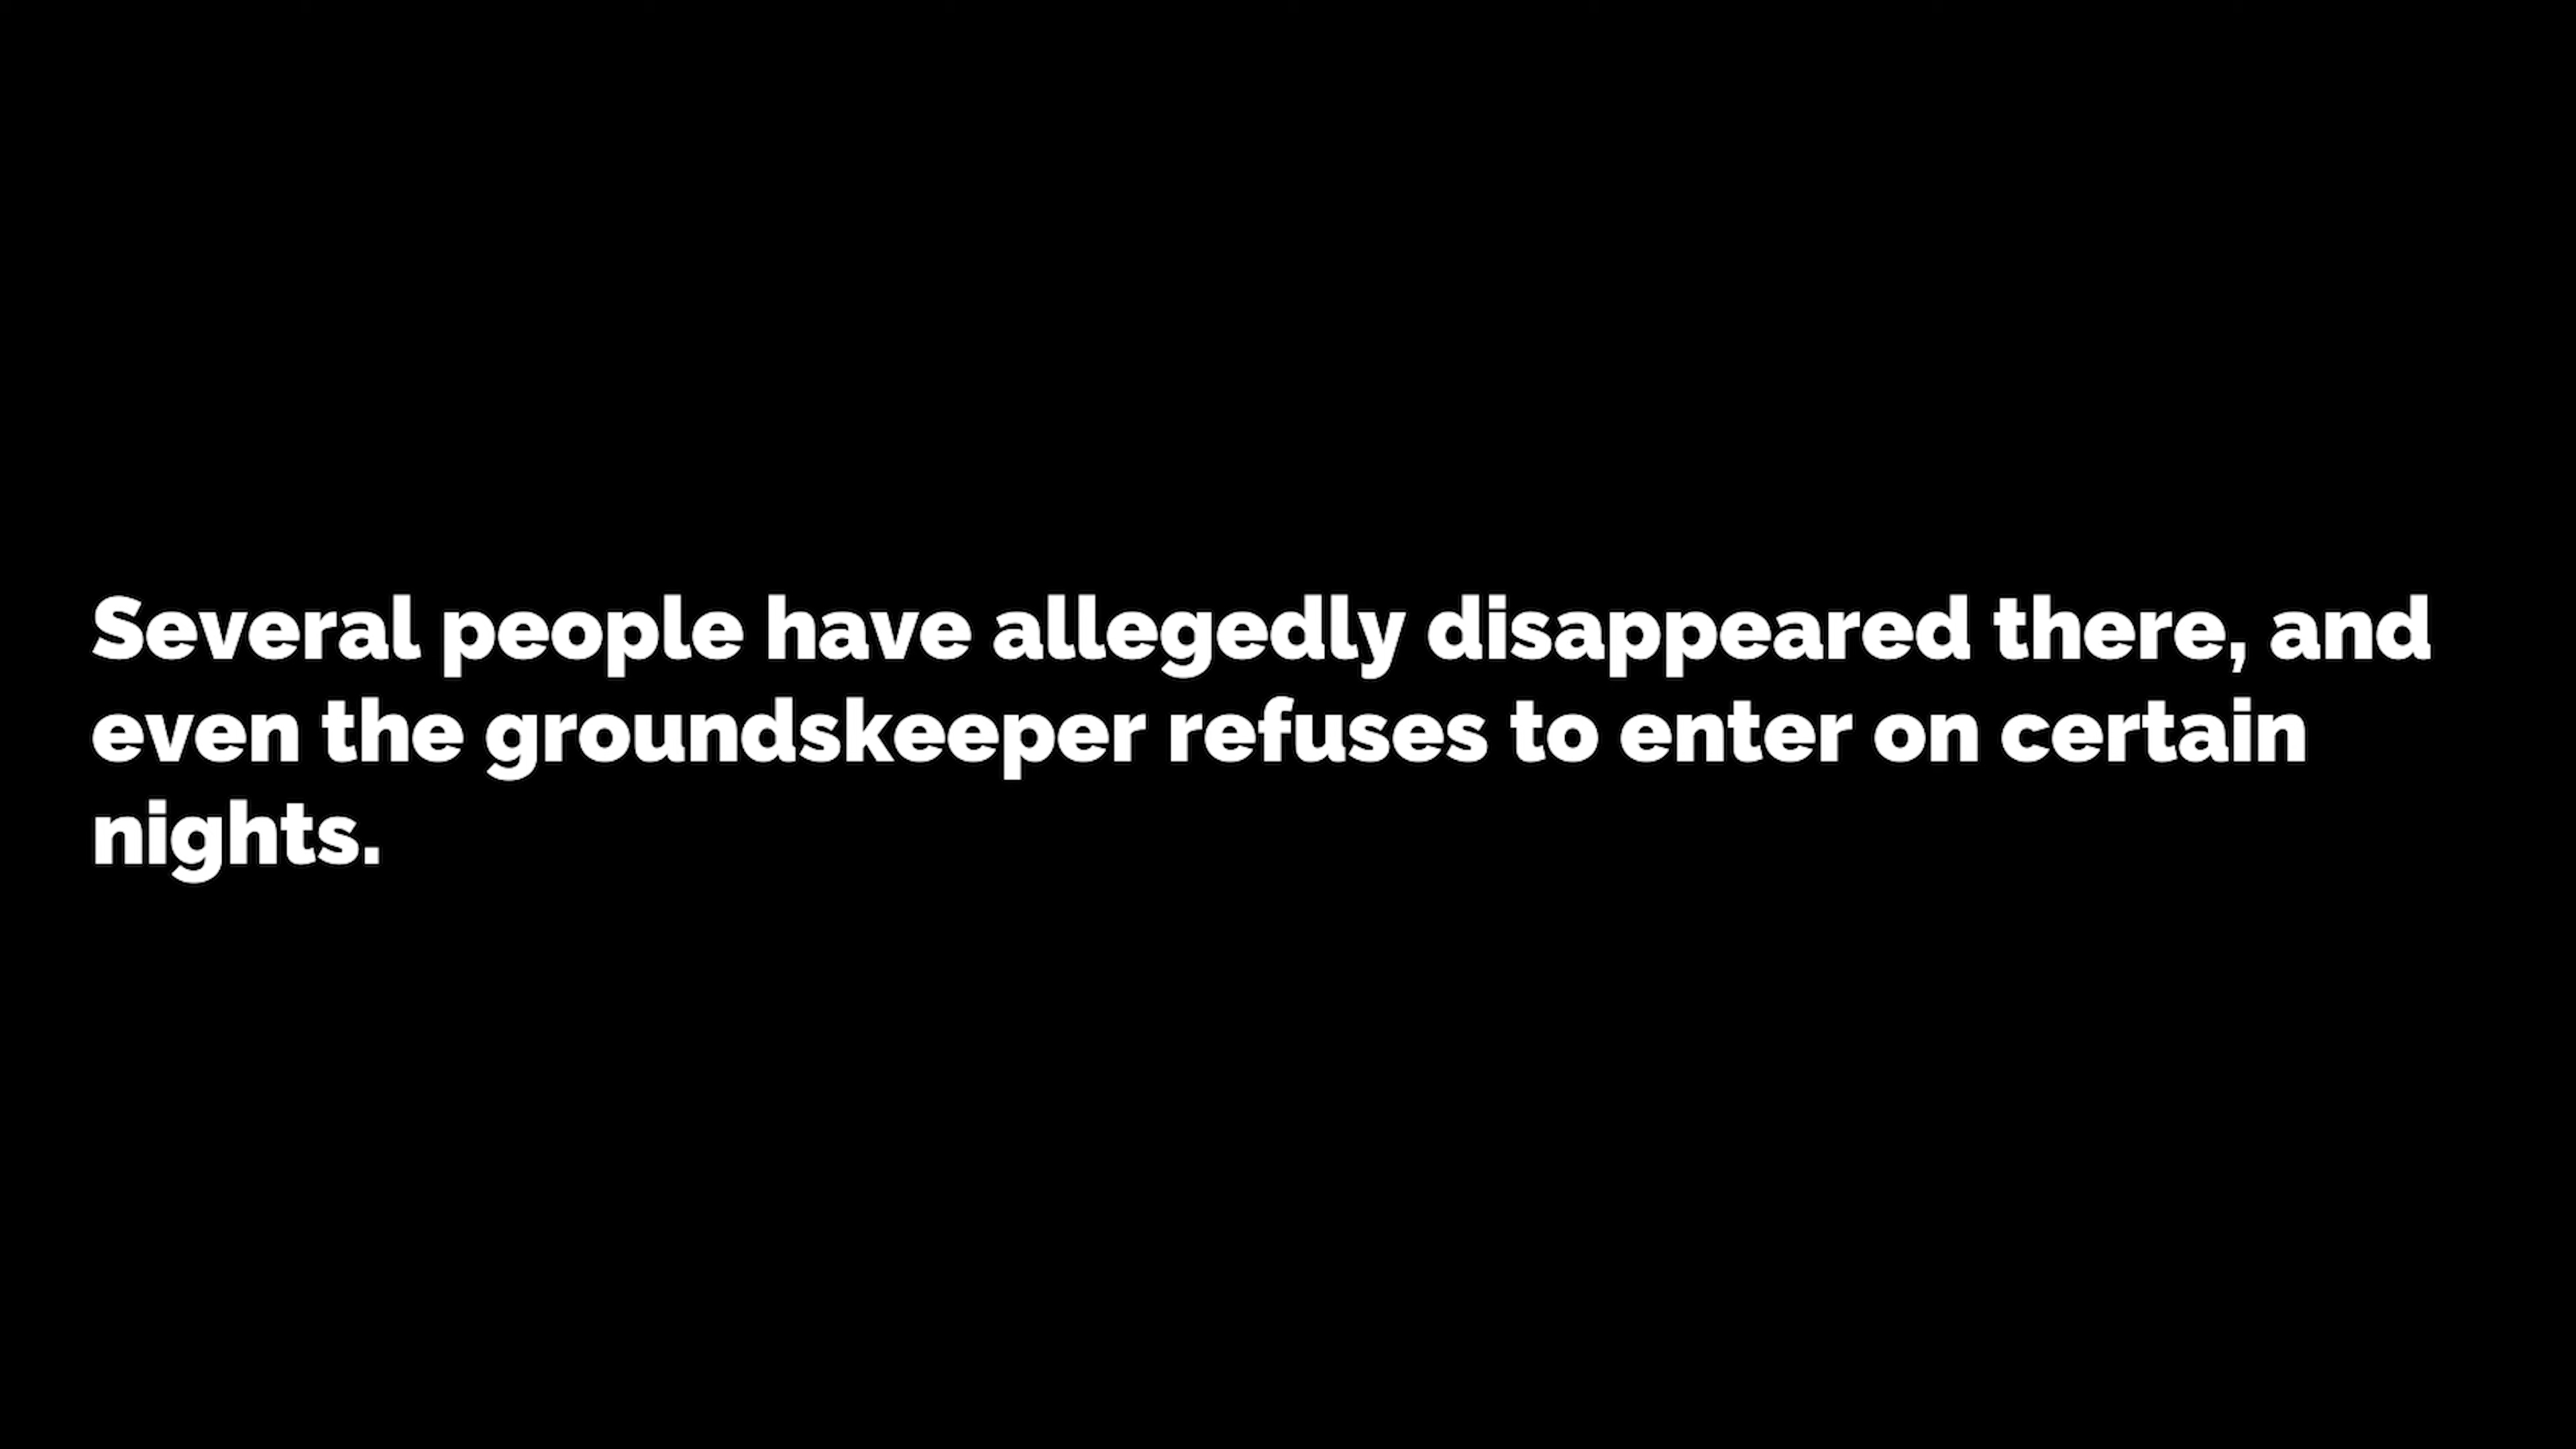 Several people have allegedly disappeared there, and
even the groundskeeper refuses to enter on certain
nights.